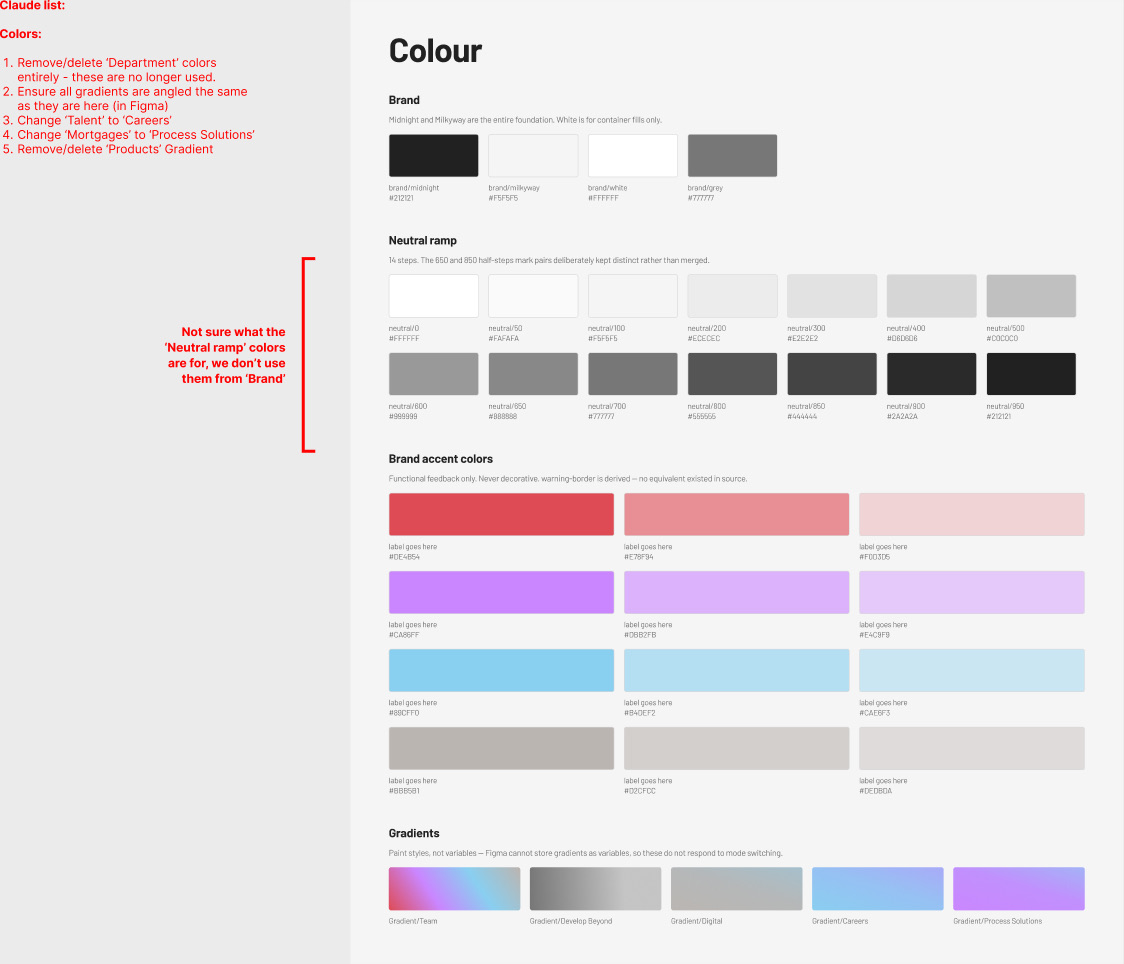 Claude list:
Colors:
1. Remove/delete ‘Department’ colors
entirely - these are no longer used.
2. Ensure all gradients are angled the same
as they are here (in Figma)
3. Change ‘Talent’ to ‘Careers’
4. Change ‘Mortgages’ to ‘Process Solutions’
5. Remove/delete ‘Products’ Gradient
Not sure what the
‘Neutral ramp’ colors
are for, we don’t use
them from ‘Brand’
Colour
Brand
Midnight and Milkyway are the entire foundation. White is for container fills only.
brand/midnight
#212121
brand/milkyway
#F5F5F5
brand/white
#FFFFFF
brand/grey
#777777
Neutral ramp
14 steps. The 650 and 850 half-steps mark pairs deliberately kept distinct rather than merged.
neutral/0
#FFFFFF
neutral/50
#FAFAFA
neutral/100
#F5F5F5
neutral/200
#ECECEC
neutral/300
#E2E2E2
neutral/400
#D6D6D6
neutral/500
#C0C0C0
neutral/600
#999999
neutral/650
#888888
neutral/700
#777777
neutral/800
#555555
neutral/850
#444444
neutral/900
#2A2A2A
neutral/950
#212121
Brand accent colors
Functional feedback only. Never decorative. warning-border is derived — no equivalent existed in source.
label goes here
#DE4B54
label goes here
#E78F94
label goes here
#F0D3D5
label goes here
#CA86FF
label goes here
#DBB2FB
label goes here
#E4C9F9
label goes here
#89CFF0
label goes here
#B4DEF2
label goes here
#CAE6F3
label goes here
#BBB5B1
label goes here
#D2CFCC
label goes here
#DEDBDA
Gradients
Paint styles, not variables — Figma cannot store gradients as variables, so these do not respond to mode switching.
Gradient/Team
Gradient/Develop Beyond
Gradient/Digital
Gradient/Careers
Gradient/Process Solutions